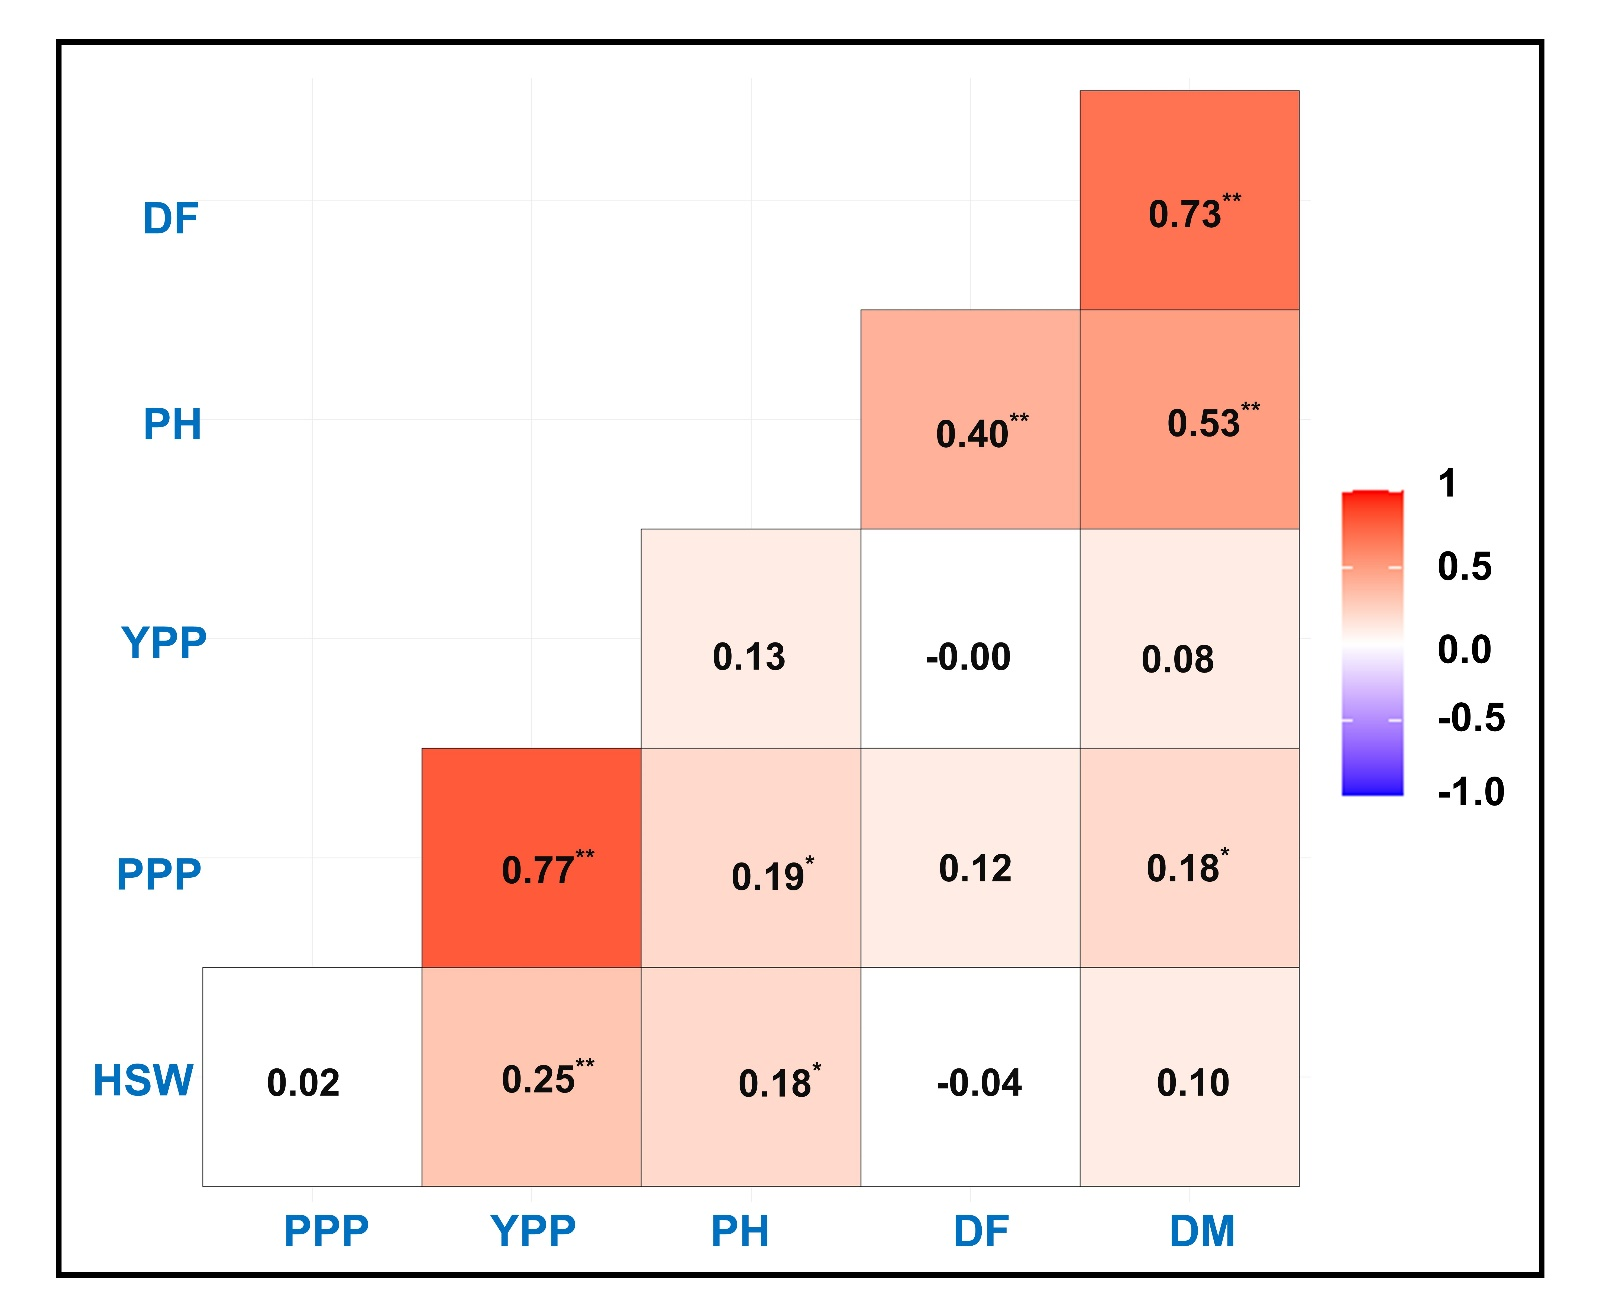 DF 0.73**
PH 0.40** 0.53**
1
0.5
0.0
-0.5
-1.0
YPP 0.13 -0.00 0.08
PPP 0.77** 0.19* 0.12 0.18*
HSW 0.02 0.25** 0.18* -0.04 0.10
PPP YPP PH DF DM